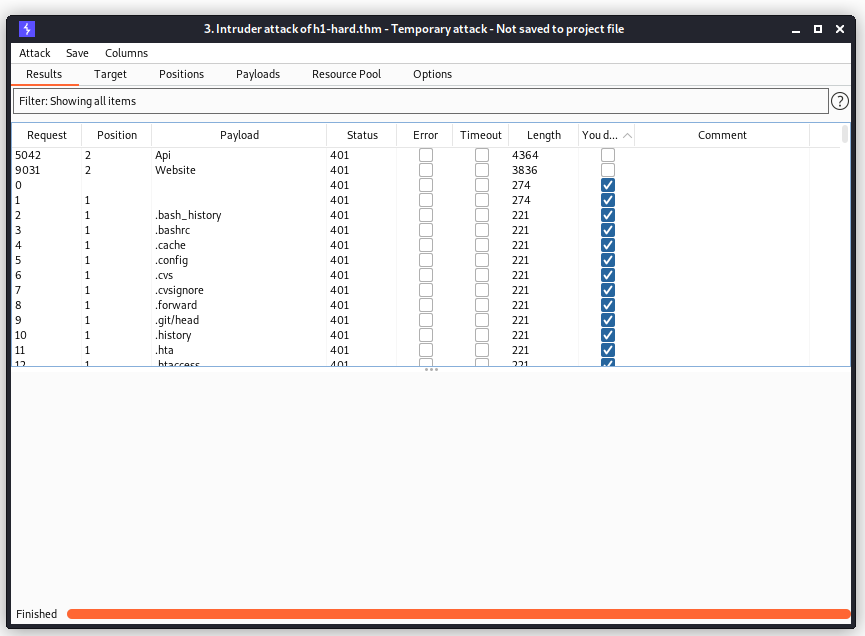 3. Intruder attack of h1-hard.thm - Temporary attack - Not saved to project file
Attack Save Columns
Results Target Positions Payloads Resource Pool Options
Filter: Showing all items ?
Request Position Payload Status Error Timeout Length You d... Comment
5042 2 Api 401 4364
9031 2 Website 401 3836
0 401 274
1 1 401 274
2 1 .bash_history 401 221
3 1 .bashrc 401 221
4 1 .cache 401 221
5 1 .config 401 221
6 1 .cvs 401 221
7 1 .cvsignore 401 221
8 1 .forward 401 221
9 1 .git/head 401 221
10 1 .history 401 221
11 1 .hta 401 221
12 1 .htaccess 401 221
Finished